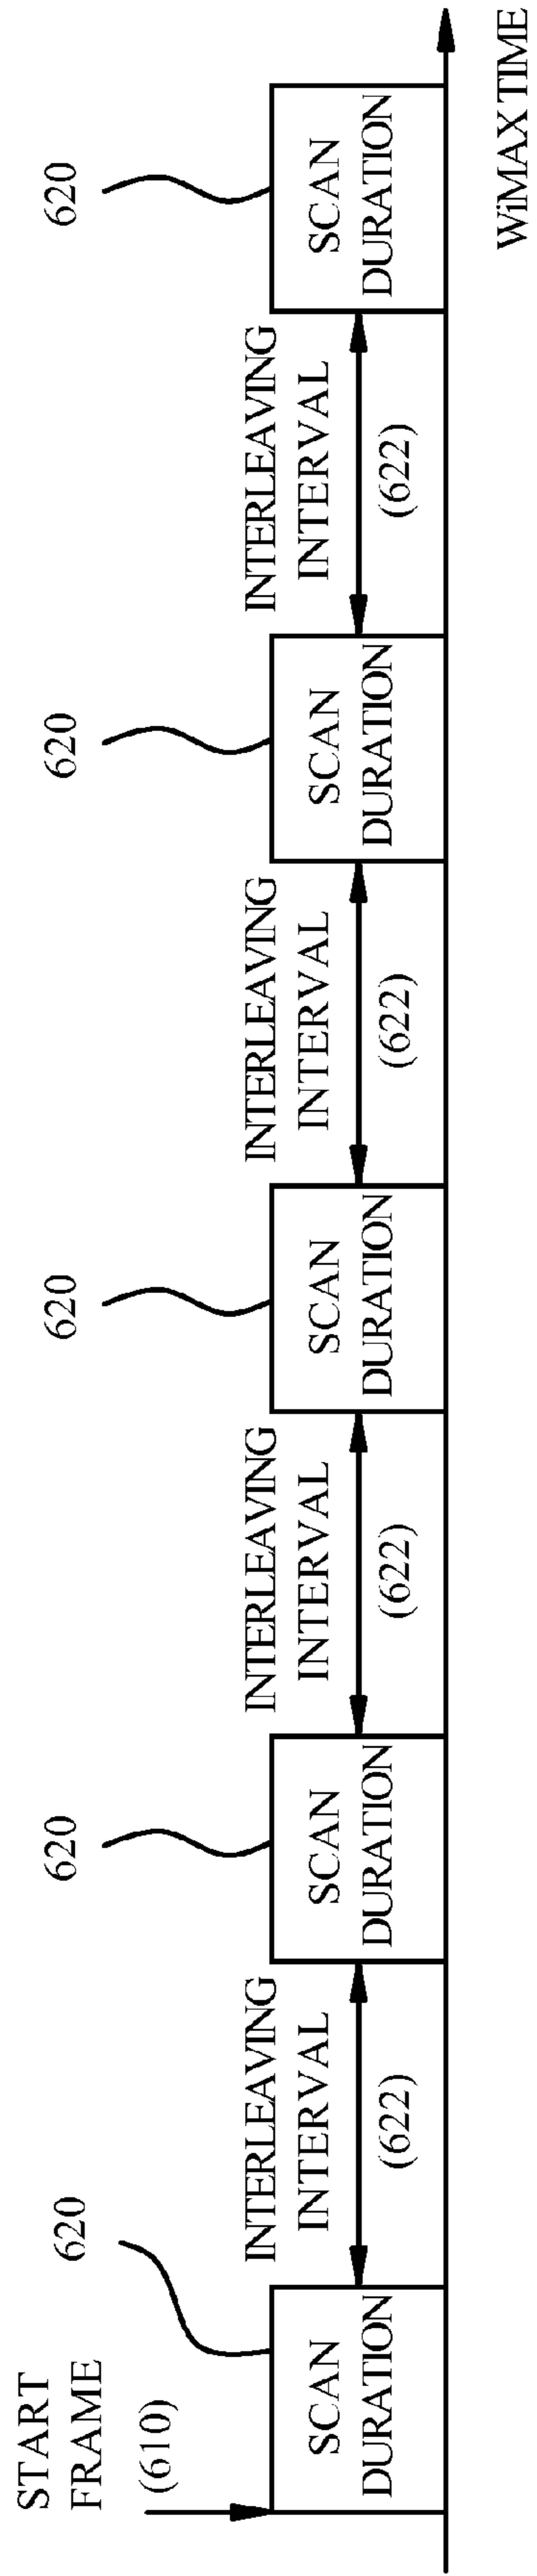 START
FRAME
(610)
620
620
620
620
620
SCAN
DURATION
INTERLEAVING
INTERVAL
(622)
SCAN
DURATION
INTERLEAVING
INTERVAL
(622)
SCAN
DURATION
INTERLEAVING
INTERVAL
(622)
SCAN
DURATION
INTERLEAVING
INTERVAL
(622)
SCAN
DURATION
WiMAX TIME